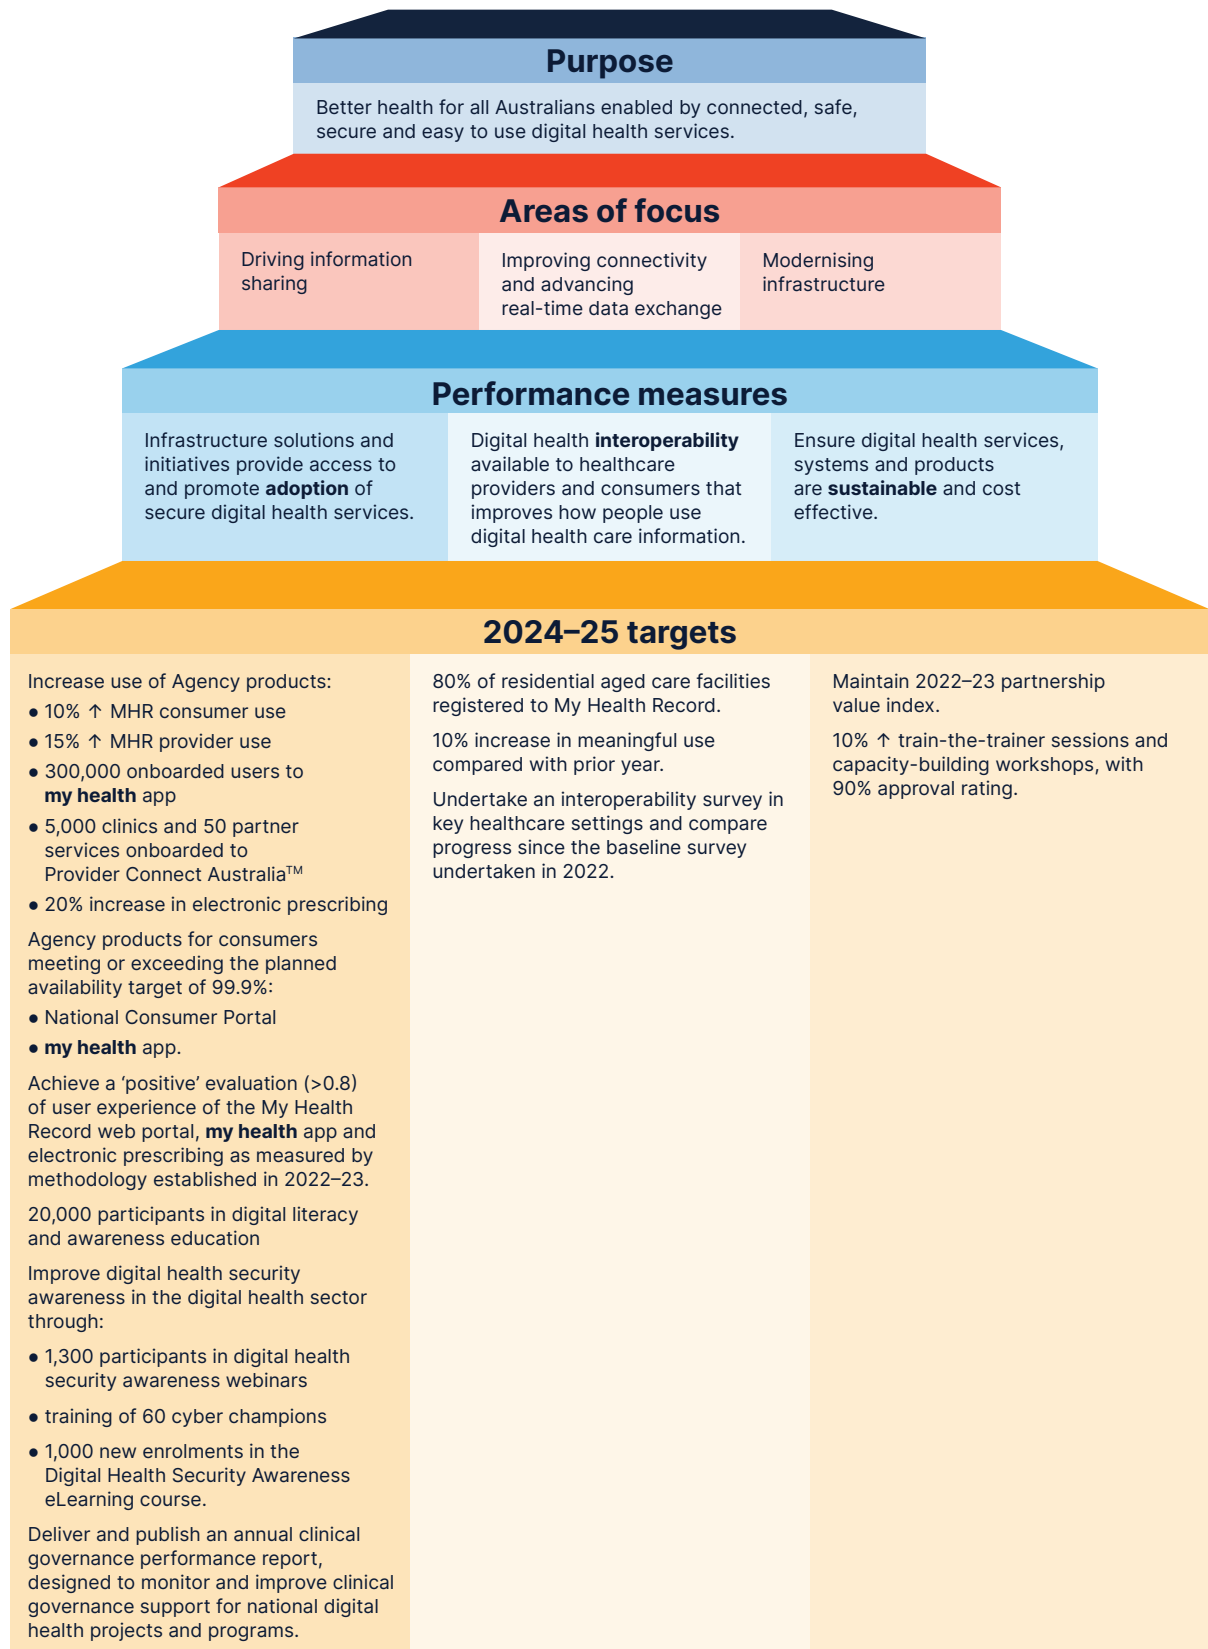 Purpose
Better health for all Australians enabled by connected, safe,
secure and easy to use digital health services.
Areas of focus
Driving information
sharing
Improving connectivity
and advancing
real-time data exchange
Modernising
infrastructure
Performance measures
Infrastructure solutions and
initiatives provide access to
and promote adoption of
secure digital health services.
Digital health interoperability
available to healthcare
providers and consumers that
improves how people use
digital health care information.
Ensure digital health services,
systems and products
are sustainable and cost
effective.
2024–25 targets
Increase use of Agency products:
● 10% ↑ MHR consumer use
● 15% ↑ MHR provider use
● 300,000 onboarded users to
my health app
● 5,000 clinics and 50 partner
services onboarded to
Provider Connect Australia™
● 20% increase in electronic prescribing
Agency products for consumers
meeting or exceeding the planned
availability target of 99.9%:
● National Consumer Portal
● my health app.
Achieve a ‘positive’ evaluation (>0.8)
of user experience of the My Health
Record web portal, my health app and
electronic prescribing as measured by
methodology established in 2022–23.
20,000 participants in digital literacy
and awareness education
Improve digital health security
awareness in the digital health sector
through:
● 1,300 participants in digital health
security awareness webinars
● training of 60 cyber champions
● 1,000 new enrolments in the
Digital Health Security Awareness
eLearning course.
Deliver and publish an annual clinical
governance performance report,
designed to monitor and improve clinical
governance support for national digital
health projects and programs.
80% of residential aged care facilities
registered to My Health Record.
10% increase in meaningful use
compared with prior year.
Undertake an interoperability survey in
key healthcare settings and compare
progress since the baseline survey
undertaken in 2022.
Maintain 2022–23 partnership
value index.
10% ↑ train-the-trainer sessions and
capacity-building workshops, with
90% approval rating.